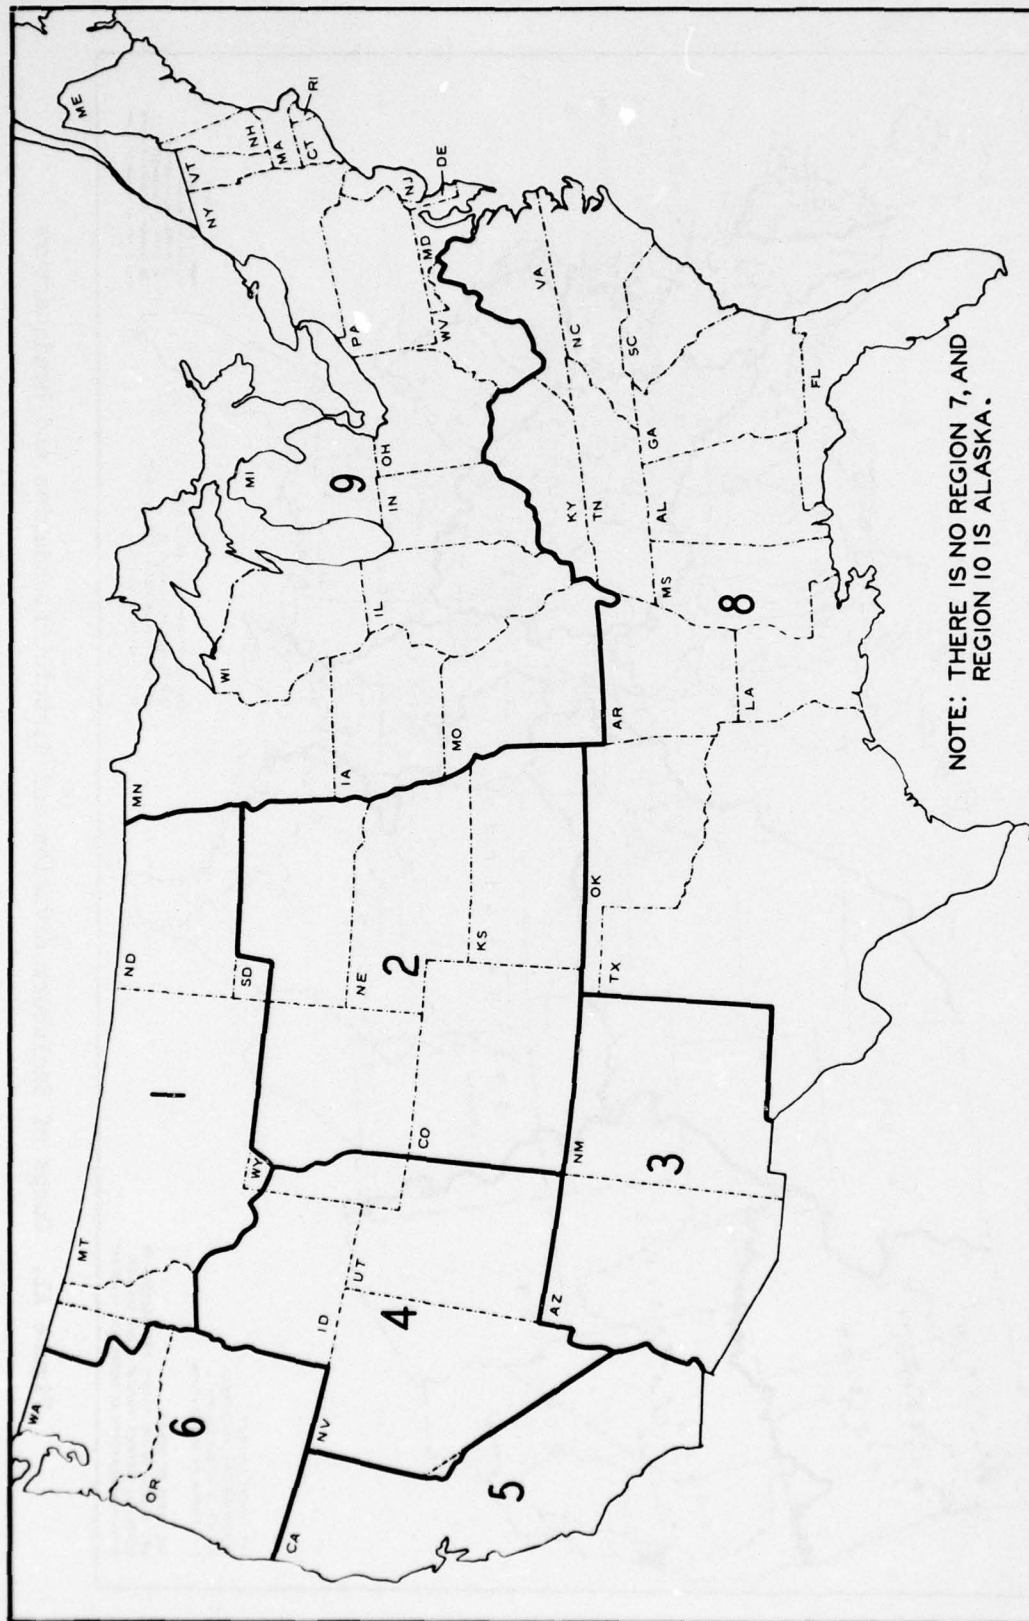 WA
MT
ND
MN
OR
ID
WY
SD
WI
MI
NY
VT
NH
ME
MA
CT
RI
1
6
9
CA
NV
UT
CO
NE
IA
IL
IN
OH
PA
NJ
DE
MD
WV
4
2
KS
MO
5
AZ
NM
TX
OK
AR
KY
TN
VA
NC
3
8
MS
AL
GA
SC
LA
FL
NOTE: THERE IS NO REGION 7, AND
REGION 10 IS ALASKA.